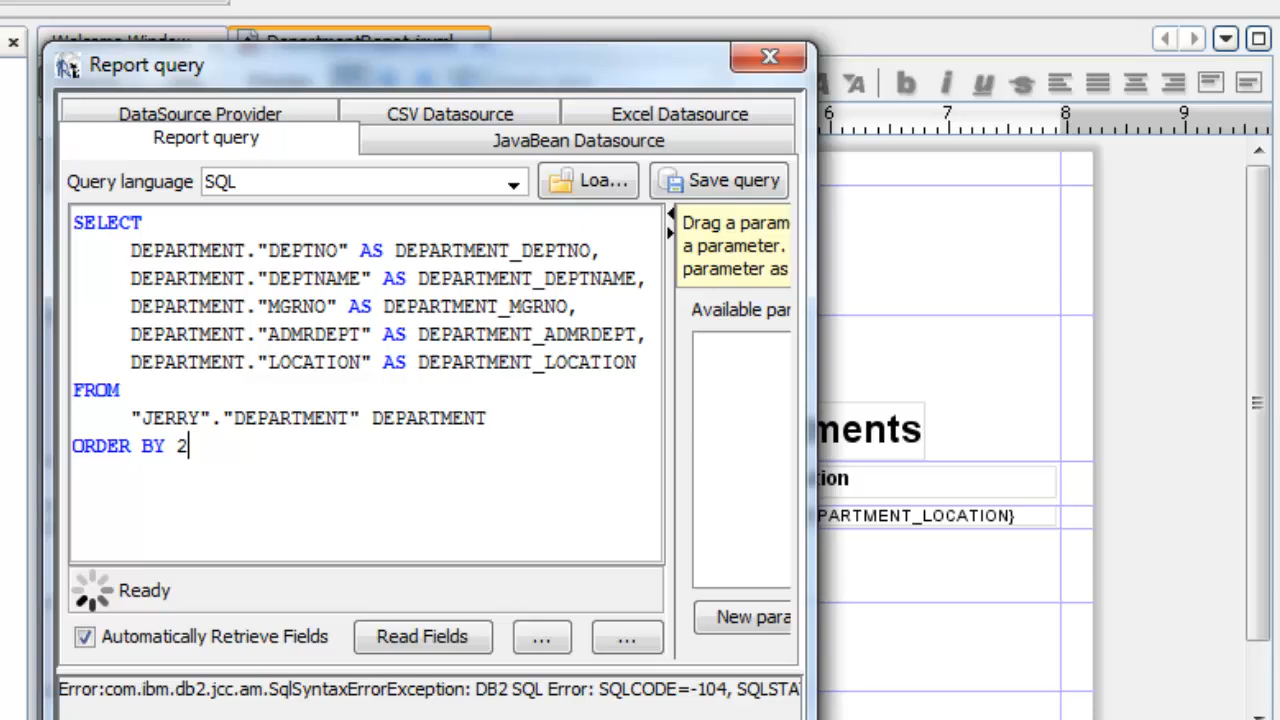 Welcome Window
Report query
DataSource Provider
CSV Datasource
Excel Datasource
Report query
JavaBean Datasource
Query language
SQL
Loa...
Save query
SELECT
DEPARTMENT."DEPTNO" AS DEPARTMENT_DEPTNO,
DEPARTMENT."DEPTNAME" AS DEPARTMENT_DEPTNAME,
DEPARTMENT."MGRNO" AS DEPARTMENT_MGRNO,
DEPARTMENT."ADMRDEPT" AS DEPARTMENT_ADMRDEPT,
DEPARTMENT."LOCATION" AS DEPARTMENT_LOCATION
FROM
"JERRY"."DEPARTMENT" DEPARTMENT
ORDER BY 2
Drag a param
a parameter.
parameter as
Available par
New para
Ready
Automatically Retrieve Fields
Read Fields
...
...
Error:com.ibm.db2.jcc.am.SqlSyntaxErrorException: DB2 SQL Error: SQLCODE=-104, SQLSTA
b i u S
6 7 8 9
ments
tion
PARTMENT_LOCATION}